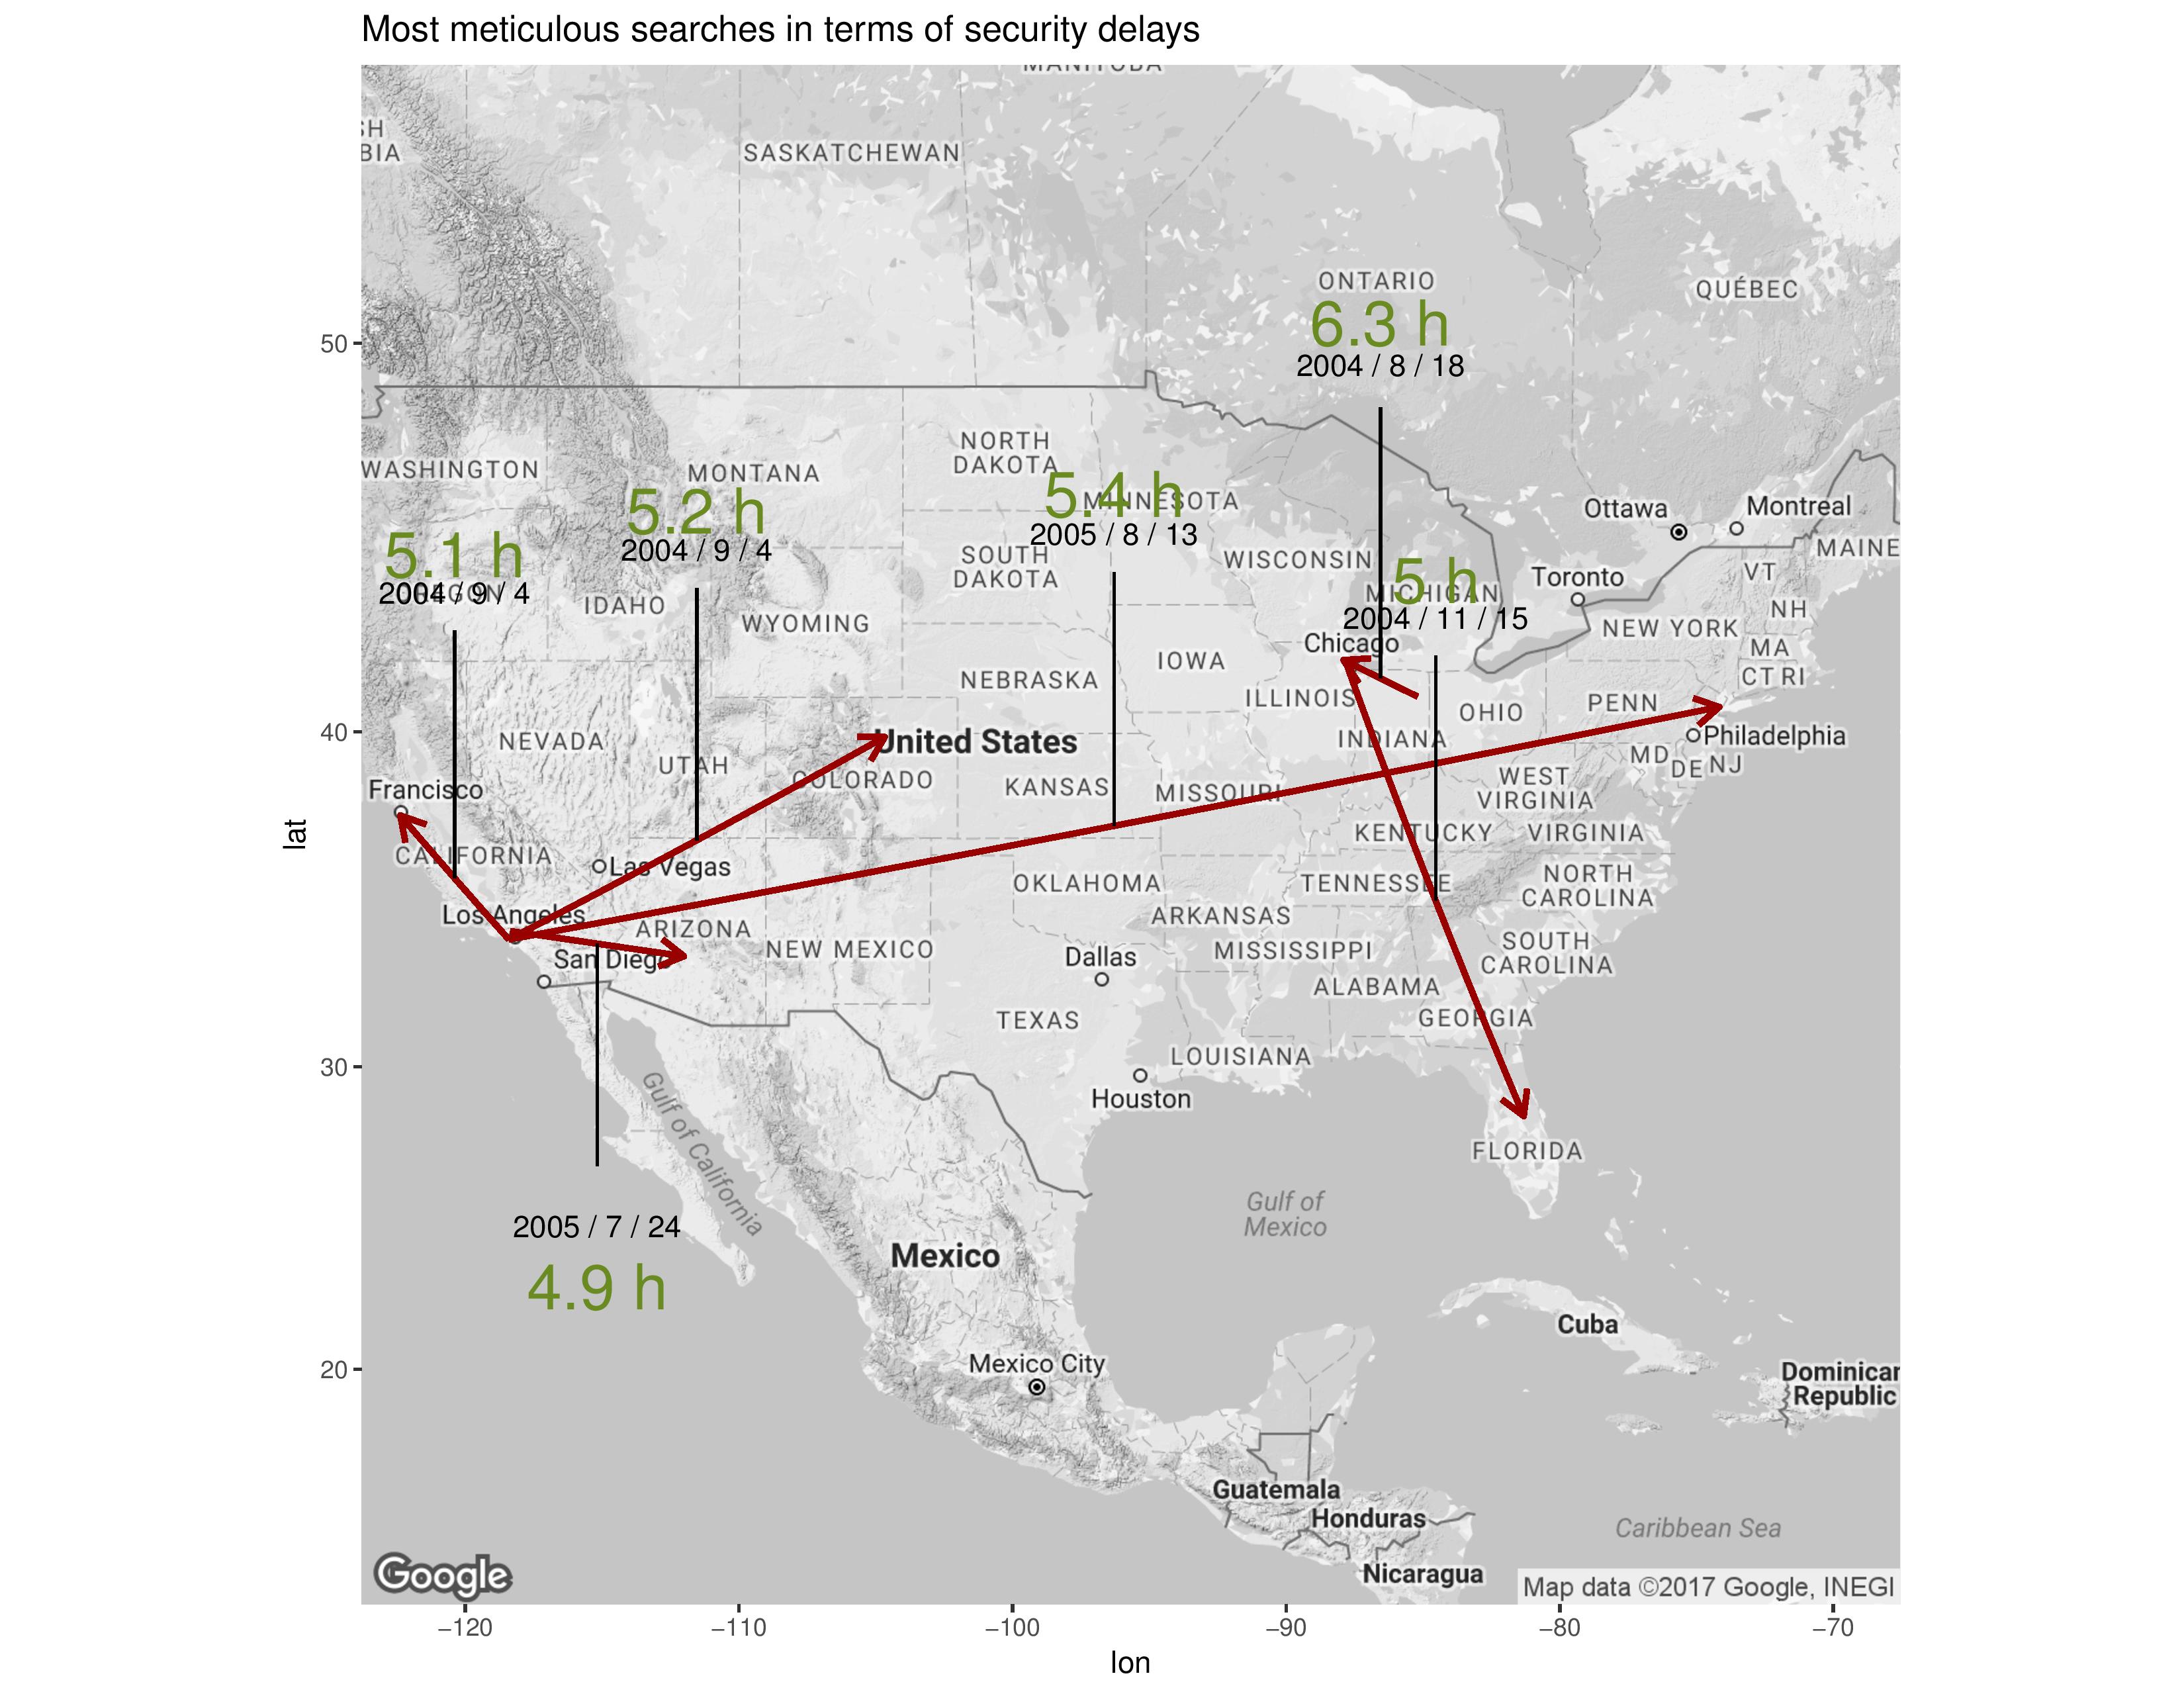 Most meticulous searches in terms of security delays
MANITOBA
SH
BIA
SASKATCHEWAN
ONTARIO
QUÉBEC
6.3 h
2004 / 8 / 18
50
WASHINGTON
MONTANA
NORTH
DAKOTA
5.4 h
MINNESOTA
2005 / 8 / 13
5.2 h
2004 / 9 / 4
5.1 h
OREGON
2004 / 9 / 4
IDAHO
SOUTH
DAKOTA
WISCONSIN
5 h
MICHIGAN
2004 / 11 / 15
Ottawa
Montreal
MAINE
Toronto
VT
NH
NEW YORK
MA
CT RI
WYOMING
Chicago
IOWA
NEBRASKA
ILLINOIS
OHIO
PENN
40
NEVADA
UTAH
United States
COLORADO
KANSAS
MISSOURI
INDIANA
Philadelphia
MD
DE
NJ
WEST
VIRGINIA
Francisco
CALIFORNIA
Las Vegas
KENTUCKY
VIRGINIA
Los Angeles
ARIZONA
NEW MEXICO
OKLAHOMA
TENNESSEE
NORTH
CAROLINA
ARKANSAS
San Diego
Dallas
MISSISSIPPI
SOUTH
CAROLINA
ALABAMA
TEXAS
GEORGIA
LOUISIANA
30
Houston
Gulf of California
FLORIDA
2005 / 7 / 24
4.9 h
Gulf of
Mexico
Mexico
Cuba
20
Mexico City
Dominican
Republic
Guatemala
Honduras
Caribbean Sea
Nicaragua
Google
Map data ©2017 Google, INEGI
−120
−110
−100
−90
−80
−70
lon
lat